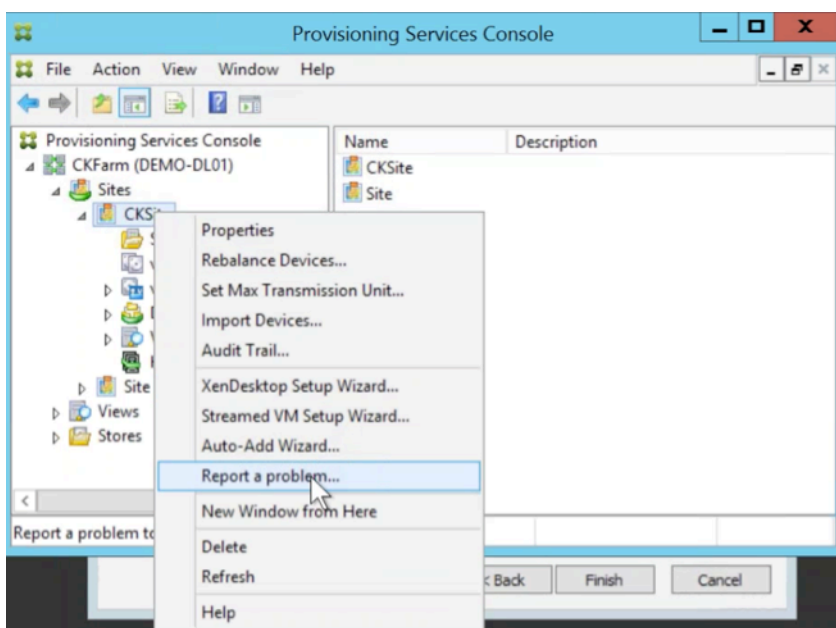 Provisioning Services Console
File Action View Window Help
Provisioning Services Console
CKFarm (DEMO-DL01)
Sites
CKS
Site
Views
Stores
Name Description
CKSite
Site
Properties
Rebalance Devices...
Set Max Transmission Unit...
Import Devices...
Audit Trail...
XenDesktop Setup Wizard...
Streamed VM Setup Wizard...
Auto-Add Wizard...
Report a problem...
New Window from Here
Delete
Refresh
Help
Report a problem to
< Back Finish Cancel